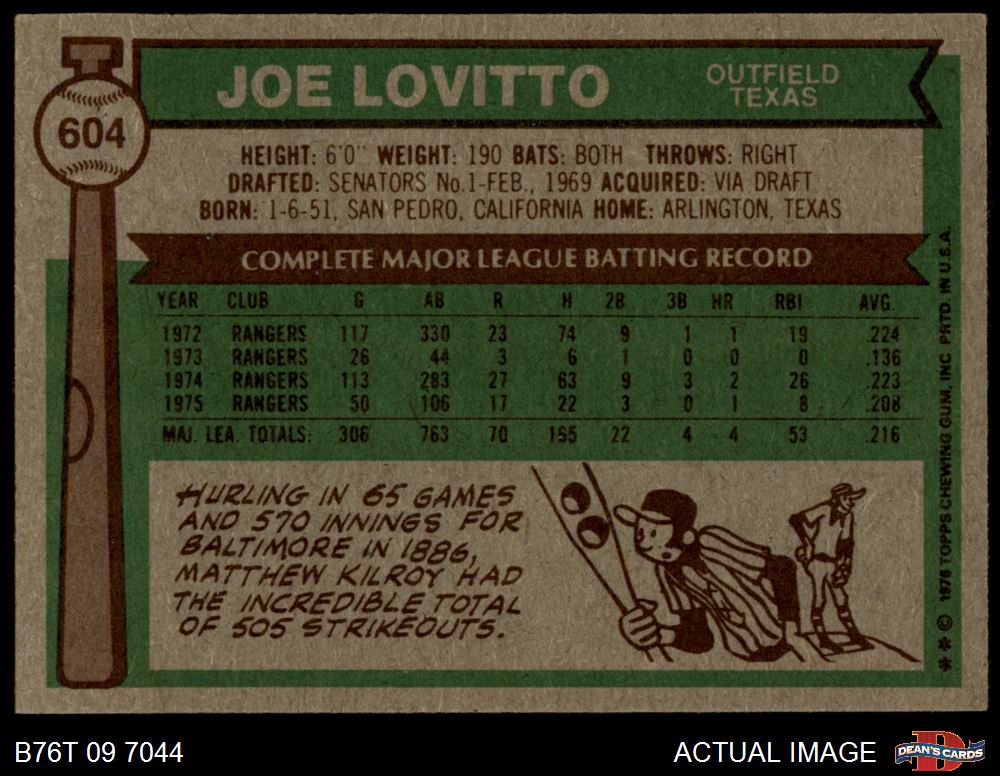 JOE LOVITTO
OUTFIELD
TEXAS
604
HEIGHT: 6'0" WEIGHT: 190 BATS: BOTH THROWS: RIGHT
DRAFTED: SENATORS No.1-FEB., 1969 ACQUIRED: VIA DRAFT
BORN: 1-6-51, SAN PEDRO, CALIFORNIA HOME: ARLINGTON, TEXAS
COMPLETE MAJOR LEAGUE BATTING RECORD
YEAR CLUB G AB R H 2B 3B HR RBI AVG.
1972 RANGERS 117 330 23 74 9 1 1 19 .224
1973 RANGERS 26 44 3 6 1 0 0 0 .136
1974 RANGERS 113 283 27 63 9 3 2 26 .223
1975 RANGERS 50 106 17 22 3 0 1 8 .208
MAJ. LEA. TOTALS: 306 763 70 165 22 4 4 53 .216
HURLING IN 65 GAMES
AND 570 INNINGS FOR
BALTIMORE IN 1886,
MATTHEW KILROY HAD
THE INCREDIBLE TOTAL
OF 505 STRIKEOUTS.
** © 1976 TOPPS CHEWING GUM, INC. PRTD. IN U.S.A.
B76T 09 7044
ACTUAL IMAGE
D
DEAN'S CARDS